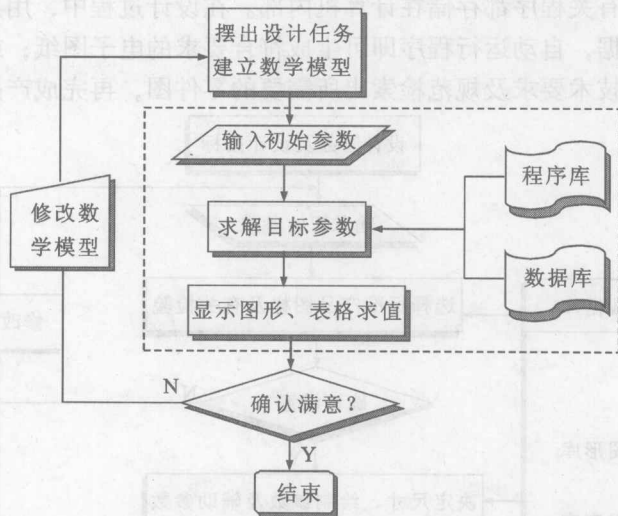 摆出设计任务
建立数学模型
输入初始参数
程序库
修改数
学模型
求解目标参数
数据库
显示图形、表格求值
N
确认满意?
Y
结束